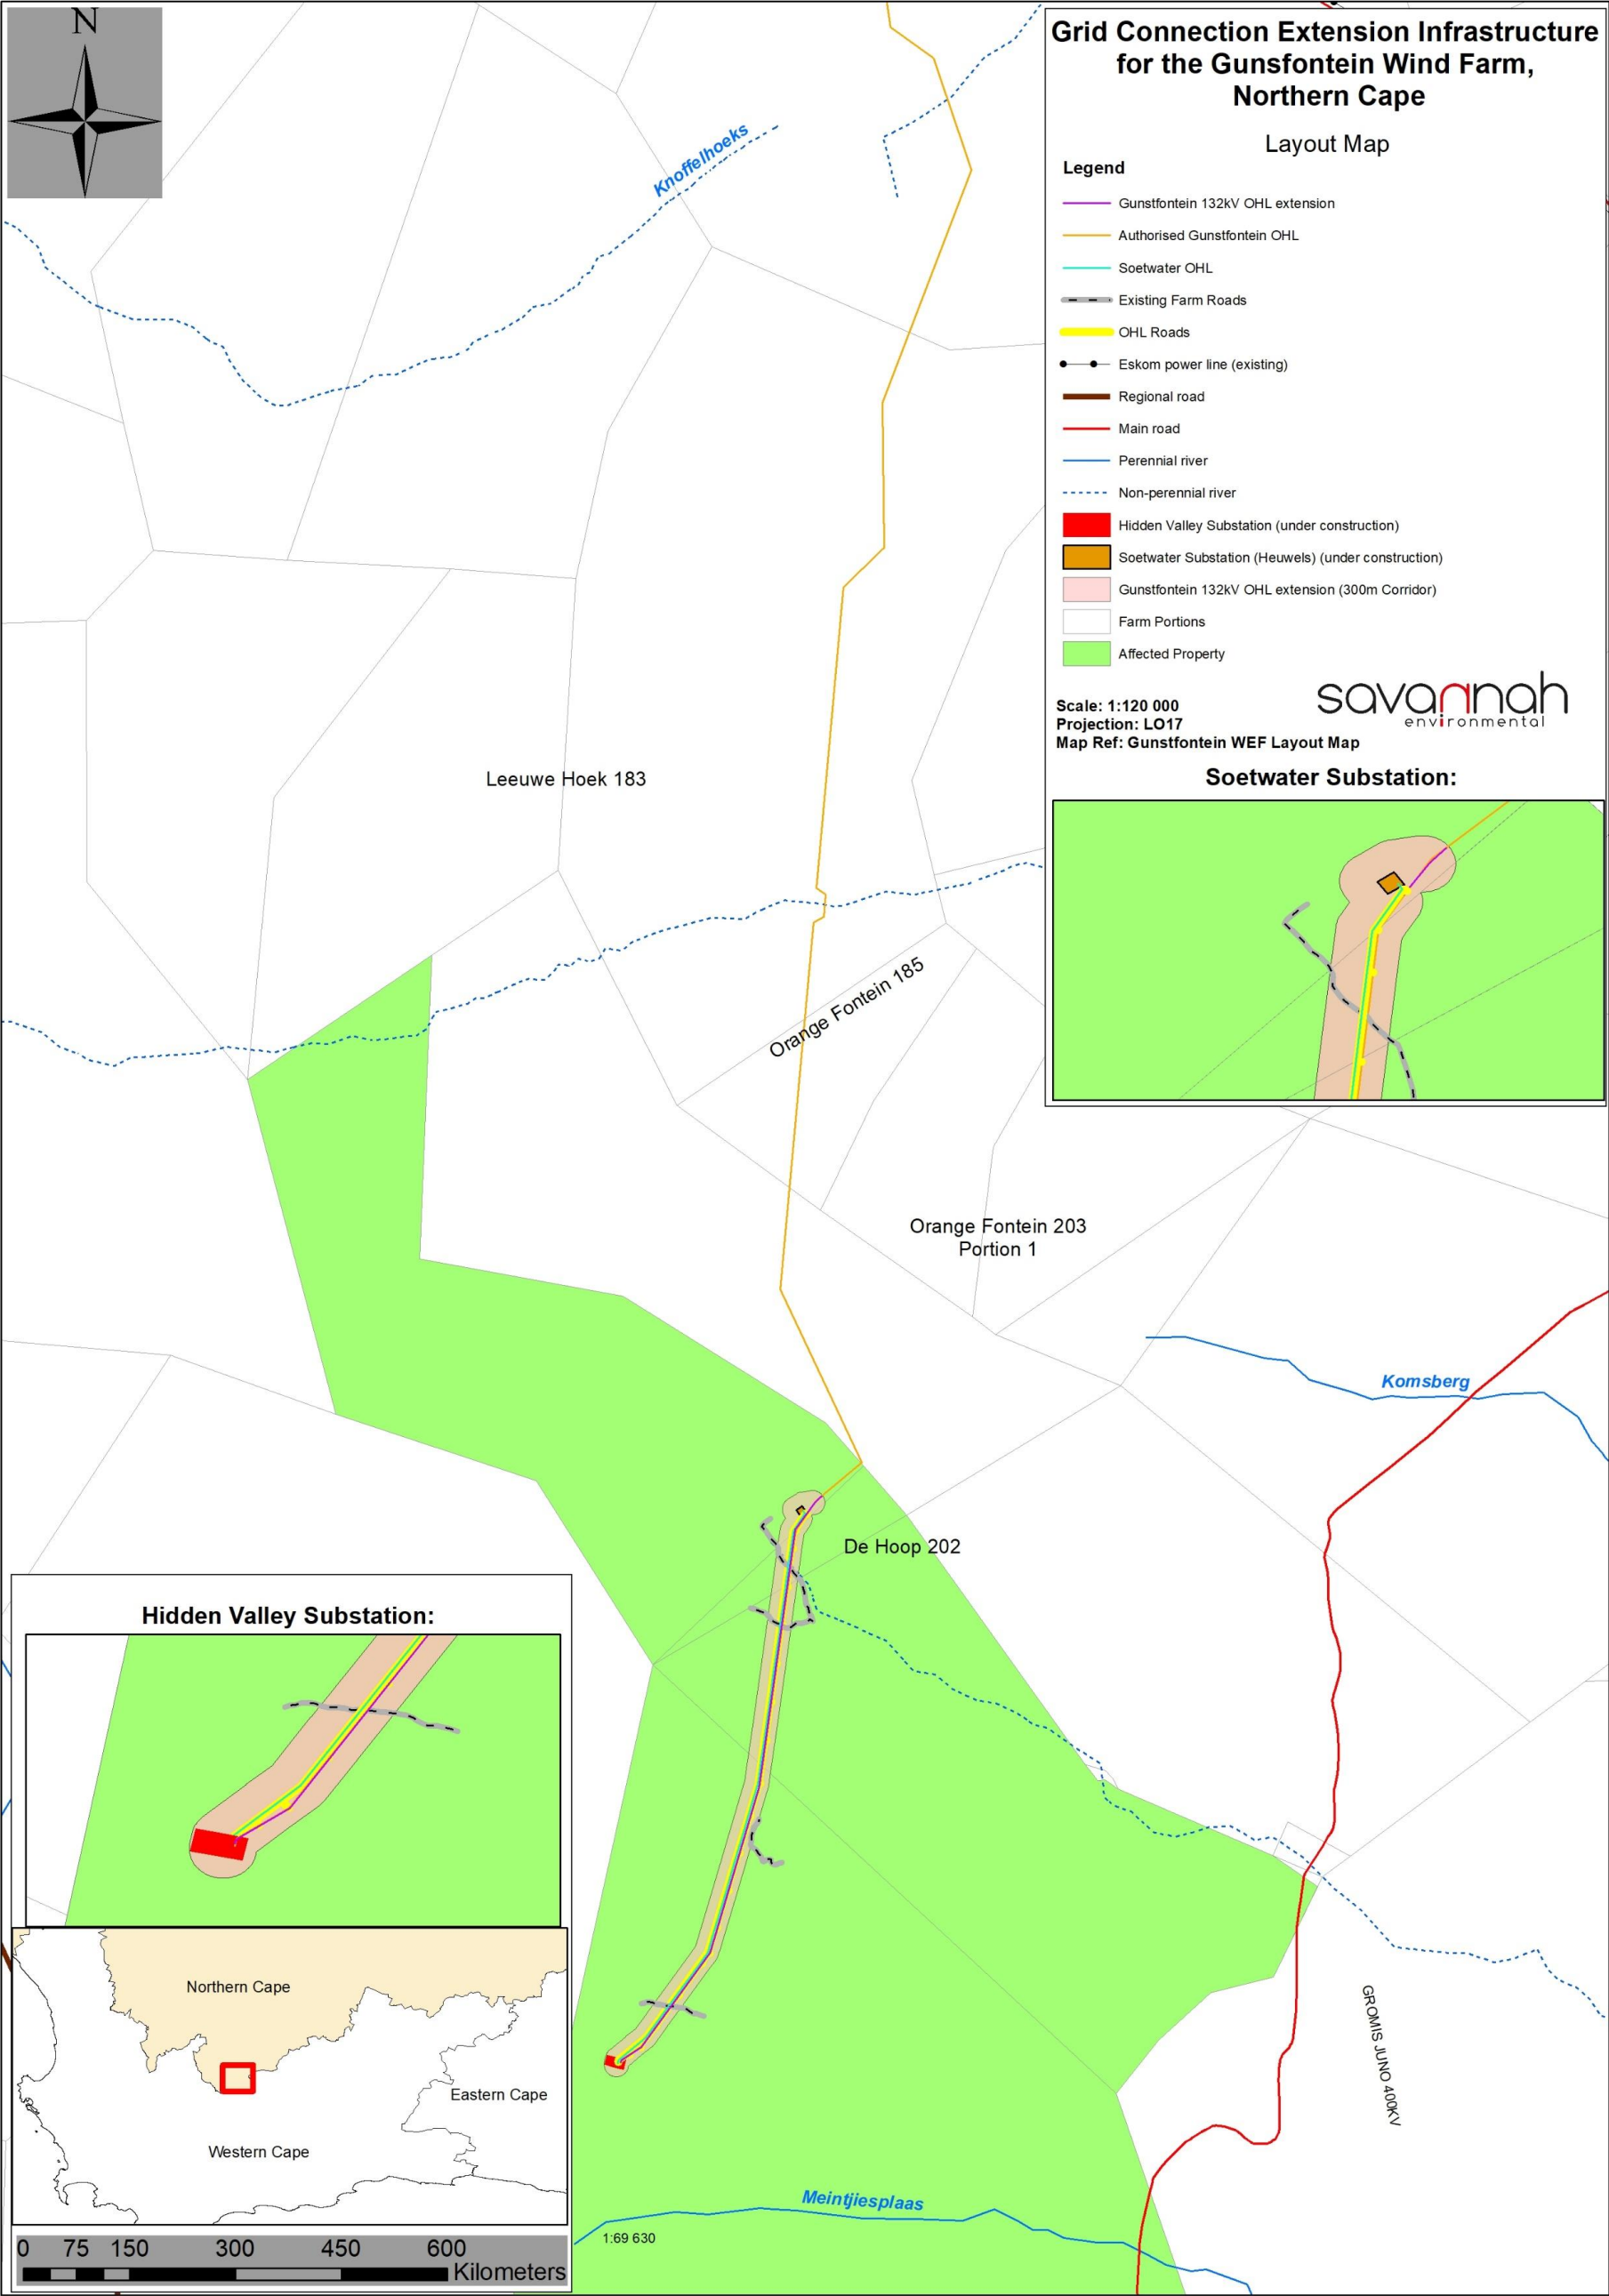 N
Grid Connection Extension Infrastructure
for the Gunsfontein Wind Farm,
Northern Cape
Layout Map
Legend
Gunstfontein 132kV OHL extension
Authorised Gunstfontein OHL
Soetwater OHL
Existing Farm Roads
OHL Roads
Eskom power line (existing)
Regional road
Main road
Perennial river
Non-perennial river
Hidden Valley Substation (under construction)
Soetwater Substation (Heuwels) (under construction)
Gunstfontein 132kV OHL extension (300m Corridor)
Farm Portions
Affected Property
savannah
environmental
Scale: 1:120 000
Projection: LO17
Map Ref: Gunstfontein WEF Layout Map
Soetwater Substation:
Knoffelhoeks
Leeuwe Hoek 183
Orange Fontein 185
Orange Fontein 203
Portion 1
Komsberg
De Hoop 202
GROMIS JUNO 400KV
Meintjiesplaas
1:69 630
Hidden Valley Substation:
Northern Cape
Eastern Cape
Western Cape
0 75 150 300 450 600
Kilometers